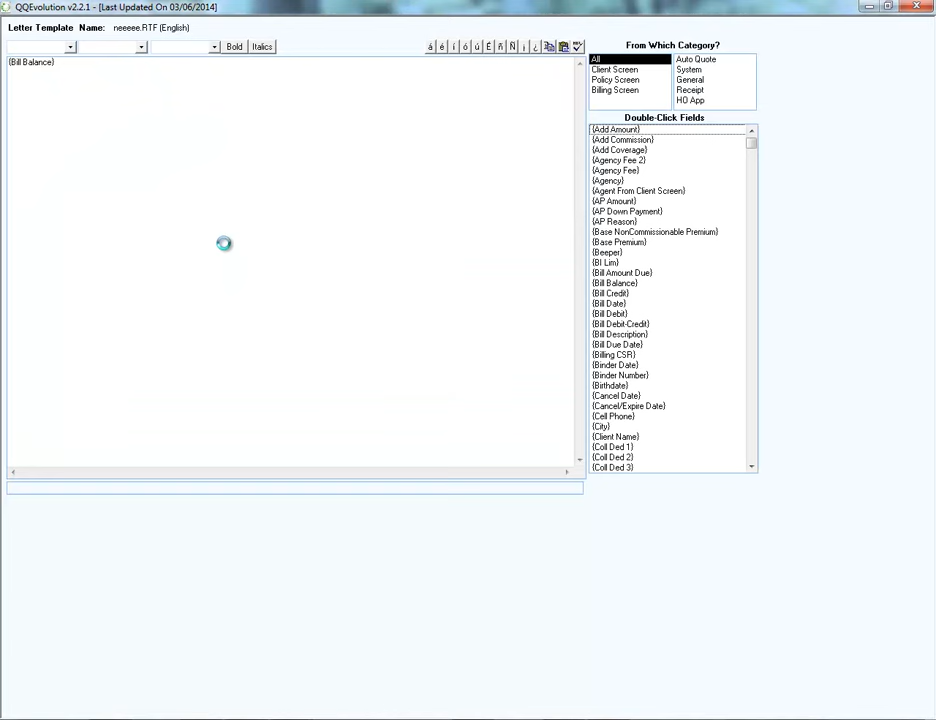 QQEvolution v2.2.1 - [Last Updated On 03/06/2014]
Letter Template Name: neeeee.RTF (English)
Bold Italics á é í ó ú É ñ Ñ ¡ ¿
{Bill Balance}
From Which Category?
All
Client Screen
Policy Screen
Billing Screen
Auto Quote
System
General
Receipt
HO App
Double-Click Fields
{Add Amount}
{Add Commission}
{Add Coverage}
{Agency Fee 2}
{Agency Fee}
{Agency}
{Agent From Client Screen}
{AP Amount}
{AP Down Payment}
{AP Reason}
{Base NonCommissionable Premium}
{Base Premium}
{Beeper}
{BI Lim}
{Bill Amount Due}
{Bill Balance}
{Bill Credit}
{Bill Date}
{Bill Debit}
{Bill Debit-Credit}
{Bill Description}
{Bill Due Date}
{Billing CSR}
{Binder Date}
{Binder Number}
{Birthdate}
{Cancel Date}
{Cancel/Expire Date}
{Cell Phone}
{City}
{Client Name}
{Coll Ded 1}
{Coll Ded 2}
{Coll Ded 3}